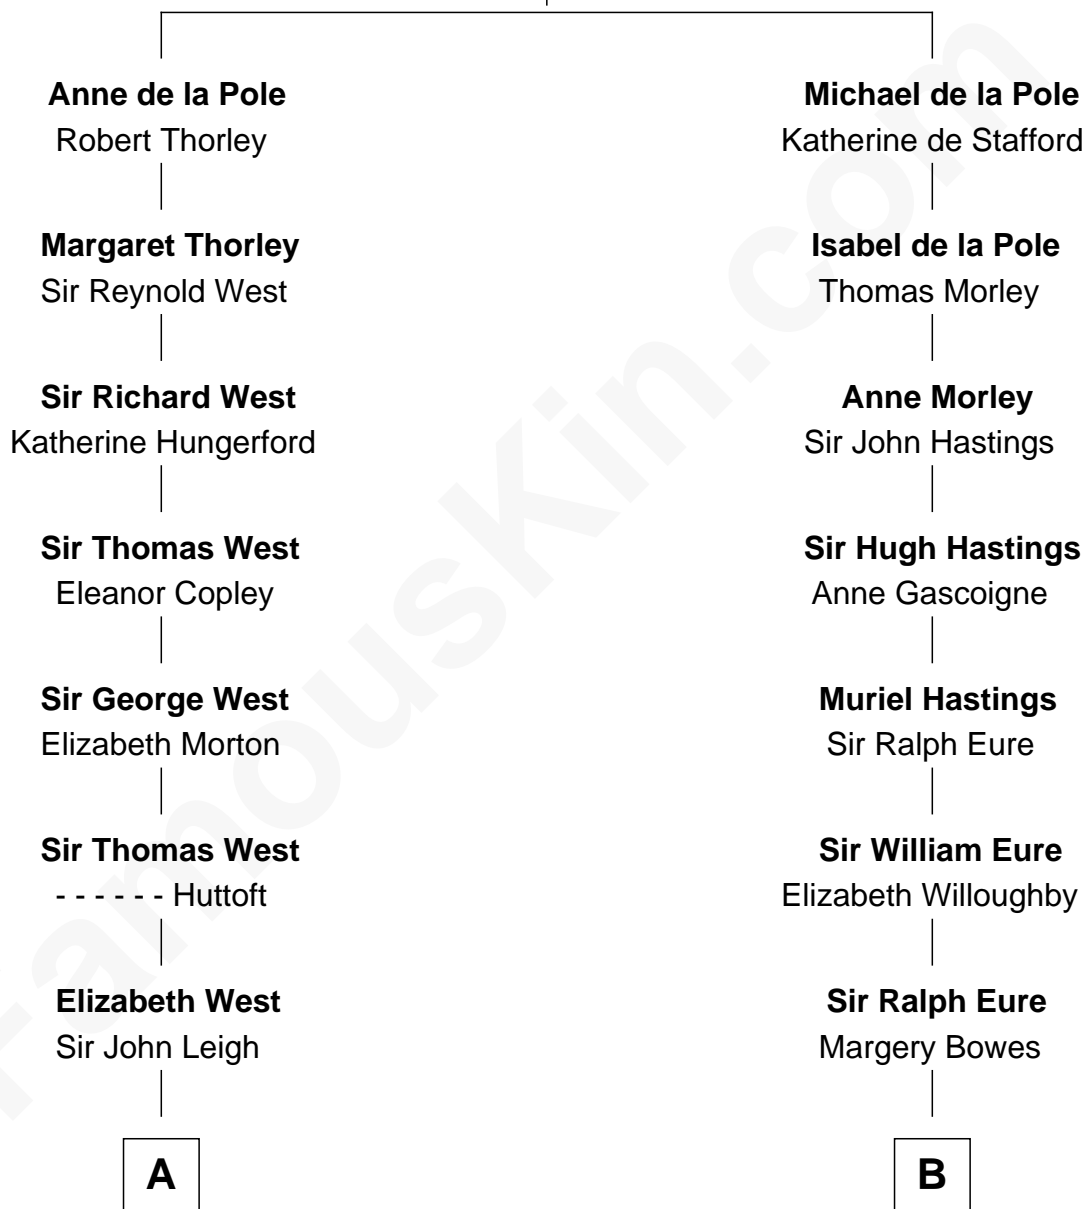 Anne de la Pole
Robert Thorley
Michael de la Pole
Katherine de Stafford
Margaret Thorley
Sir Reynold West
Isabel de la Pole
Thomas Morley
Sir Richard West
Katherine Hungerford
Anne Morley
Sir John Hastings
Sir Thomas West
Eleanor Copley
Sir Hugh Hastings
Anne Gascoigne
Sir George West
Elizabeth Morton
Muriel Hastings
Sir Ralph Eure
Sir Thomas West
- - - - - - Huttoft
Sir William Eure
Elizabeth Willoughby
Elizabeth West
Sir John Leigh
Sir Ralph Eure
Margery Bowes
A
B
FamousKin.com